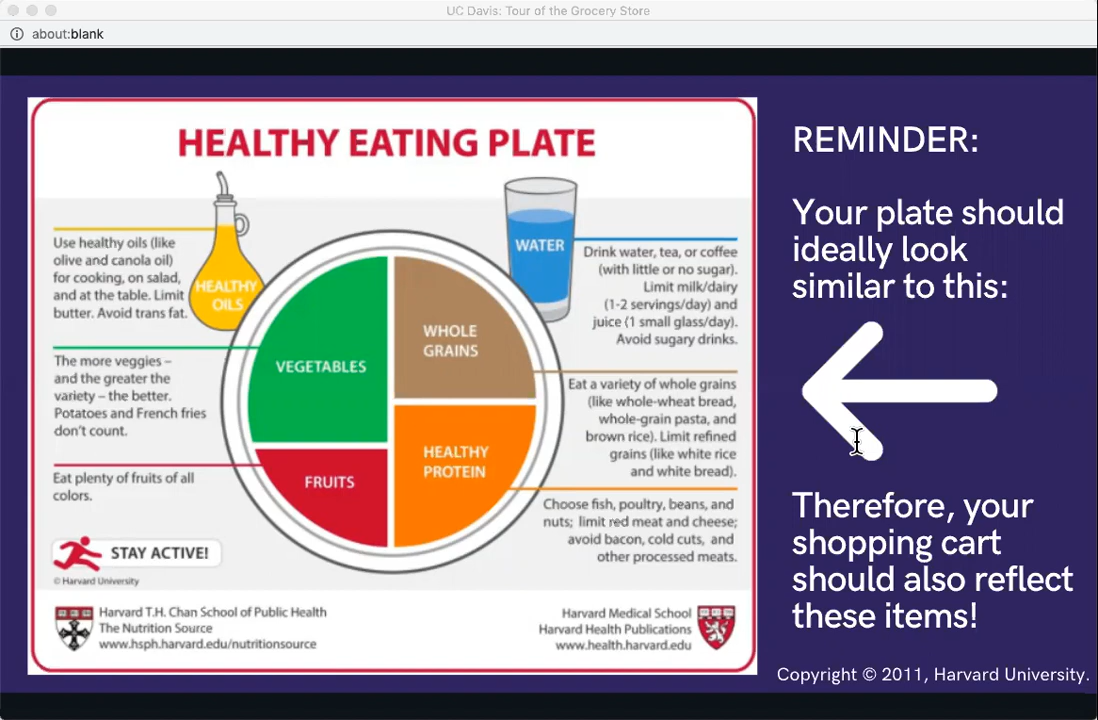 UC Davis: Tour of the Grocery Store
about:blank
HEALTHY EATING PLATE
Use healthy oils (like
olive and canola oil)
for cooking, on salad,
and at the table. Limit
butter. Avoid trans fat.
HEALTHY
OILS
The more veggies –
and the greater the
variety – the better.
Potatoes and French fries
don't count.
Eat plenty of fruits of all
colors.
STAY ACTIVE!
© Harvard University
VEGETABLES
FRUITS
WHOLE
GRAINS
HEALTHY
PROTEIN
WATER
Drink water, tea, or coffee
(with little or no sugar).
Limit milk/dairy
(1-2 servings/day) and
juice (1 small glass/day).
Avoid sugary drinks.
Eat a variety of whole grains
(like whole-wheat bread,
whole-grain pasta, and
brown rice). Limit refined
grains (like white rice
and white bread).
Choose fish, poultry, beans, and
nuts; limit red meat and cheese;
avoid bacon, cold cuts, and
other processed meats.
Harvard T.H. Chan School of Public Health
The Nutrition Source
www.hsph.harvard.edu/nutritionsource
Harvard Medical School
Harvard Health Publications
www.health.harvard.edu
REMINDER:
Your plate should
ideally look
similar to this:
Therefore, your
shopping cart
should also reflect
these items!
Copyright © 2011, Harvard University.